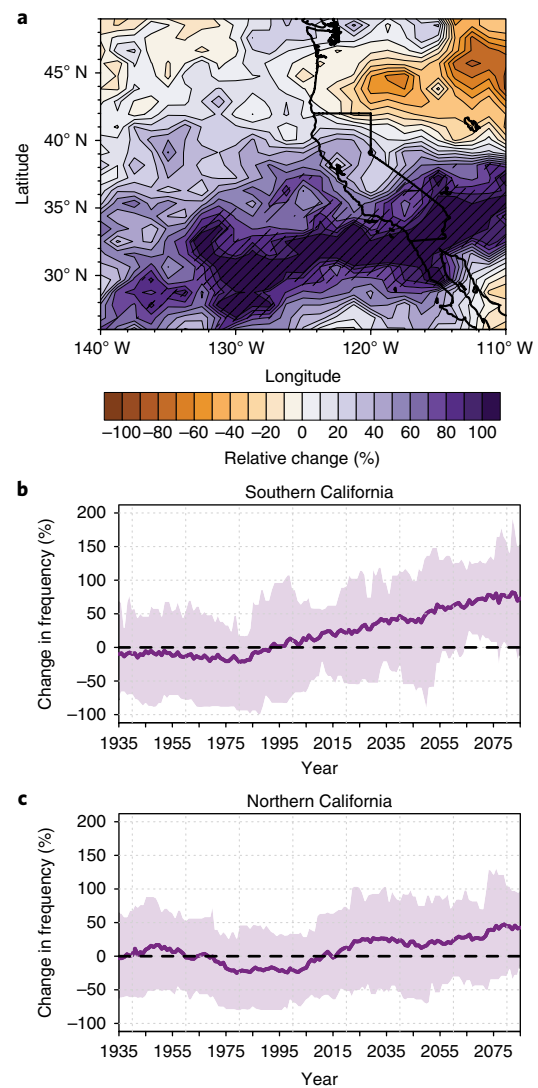 a
45° N
40° N
35° N
30° N
Latitude
140° W 130° W 120° W 110° W
Longitude
–100 –80 –60 –40 –20 0 20 40 60 80 100
Relative change (%)
b
Southern California
200
150
100
50
0
–50
–100
Change in frequency (%)
1935 1955 1975 1995 2015 2035 2055 2075
Year
c
Northern California
200
150
100
50
0
–50
–100
Change in frequency (%)
1935 1955 1975 1995 2015 2035 2055 2075
Year